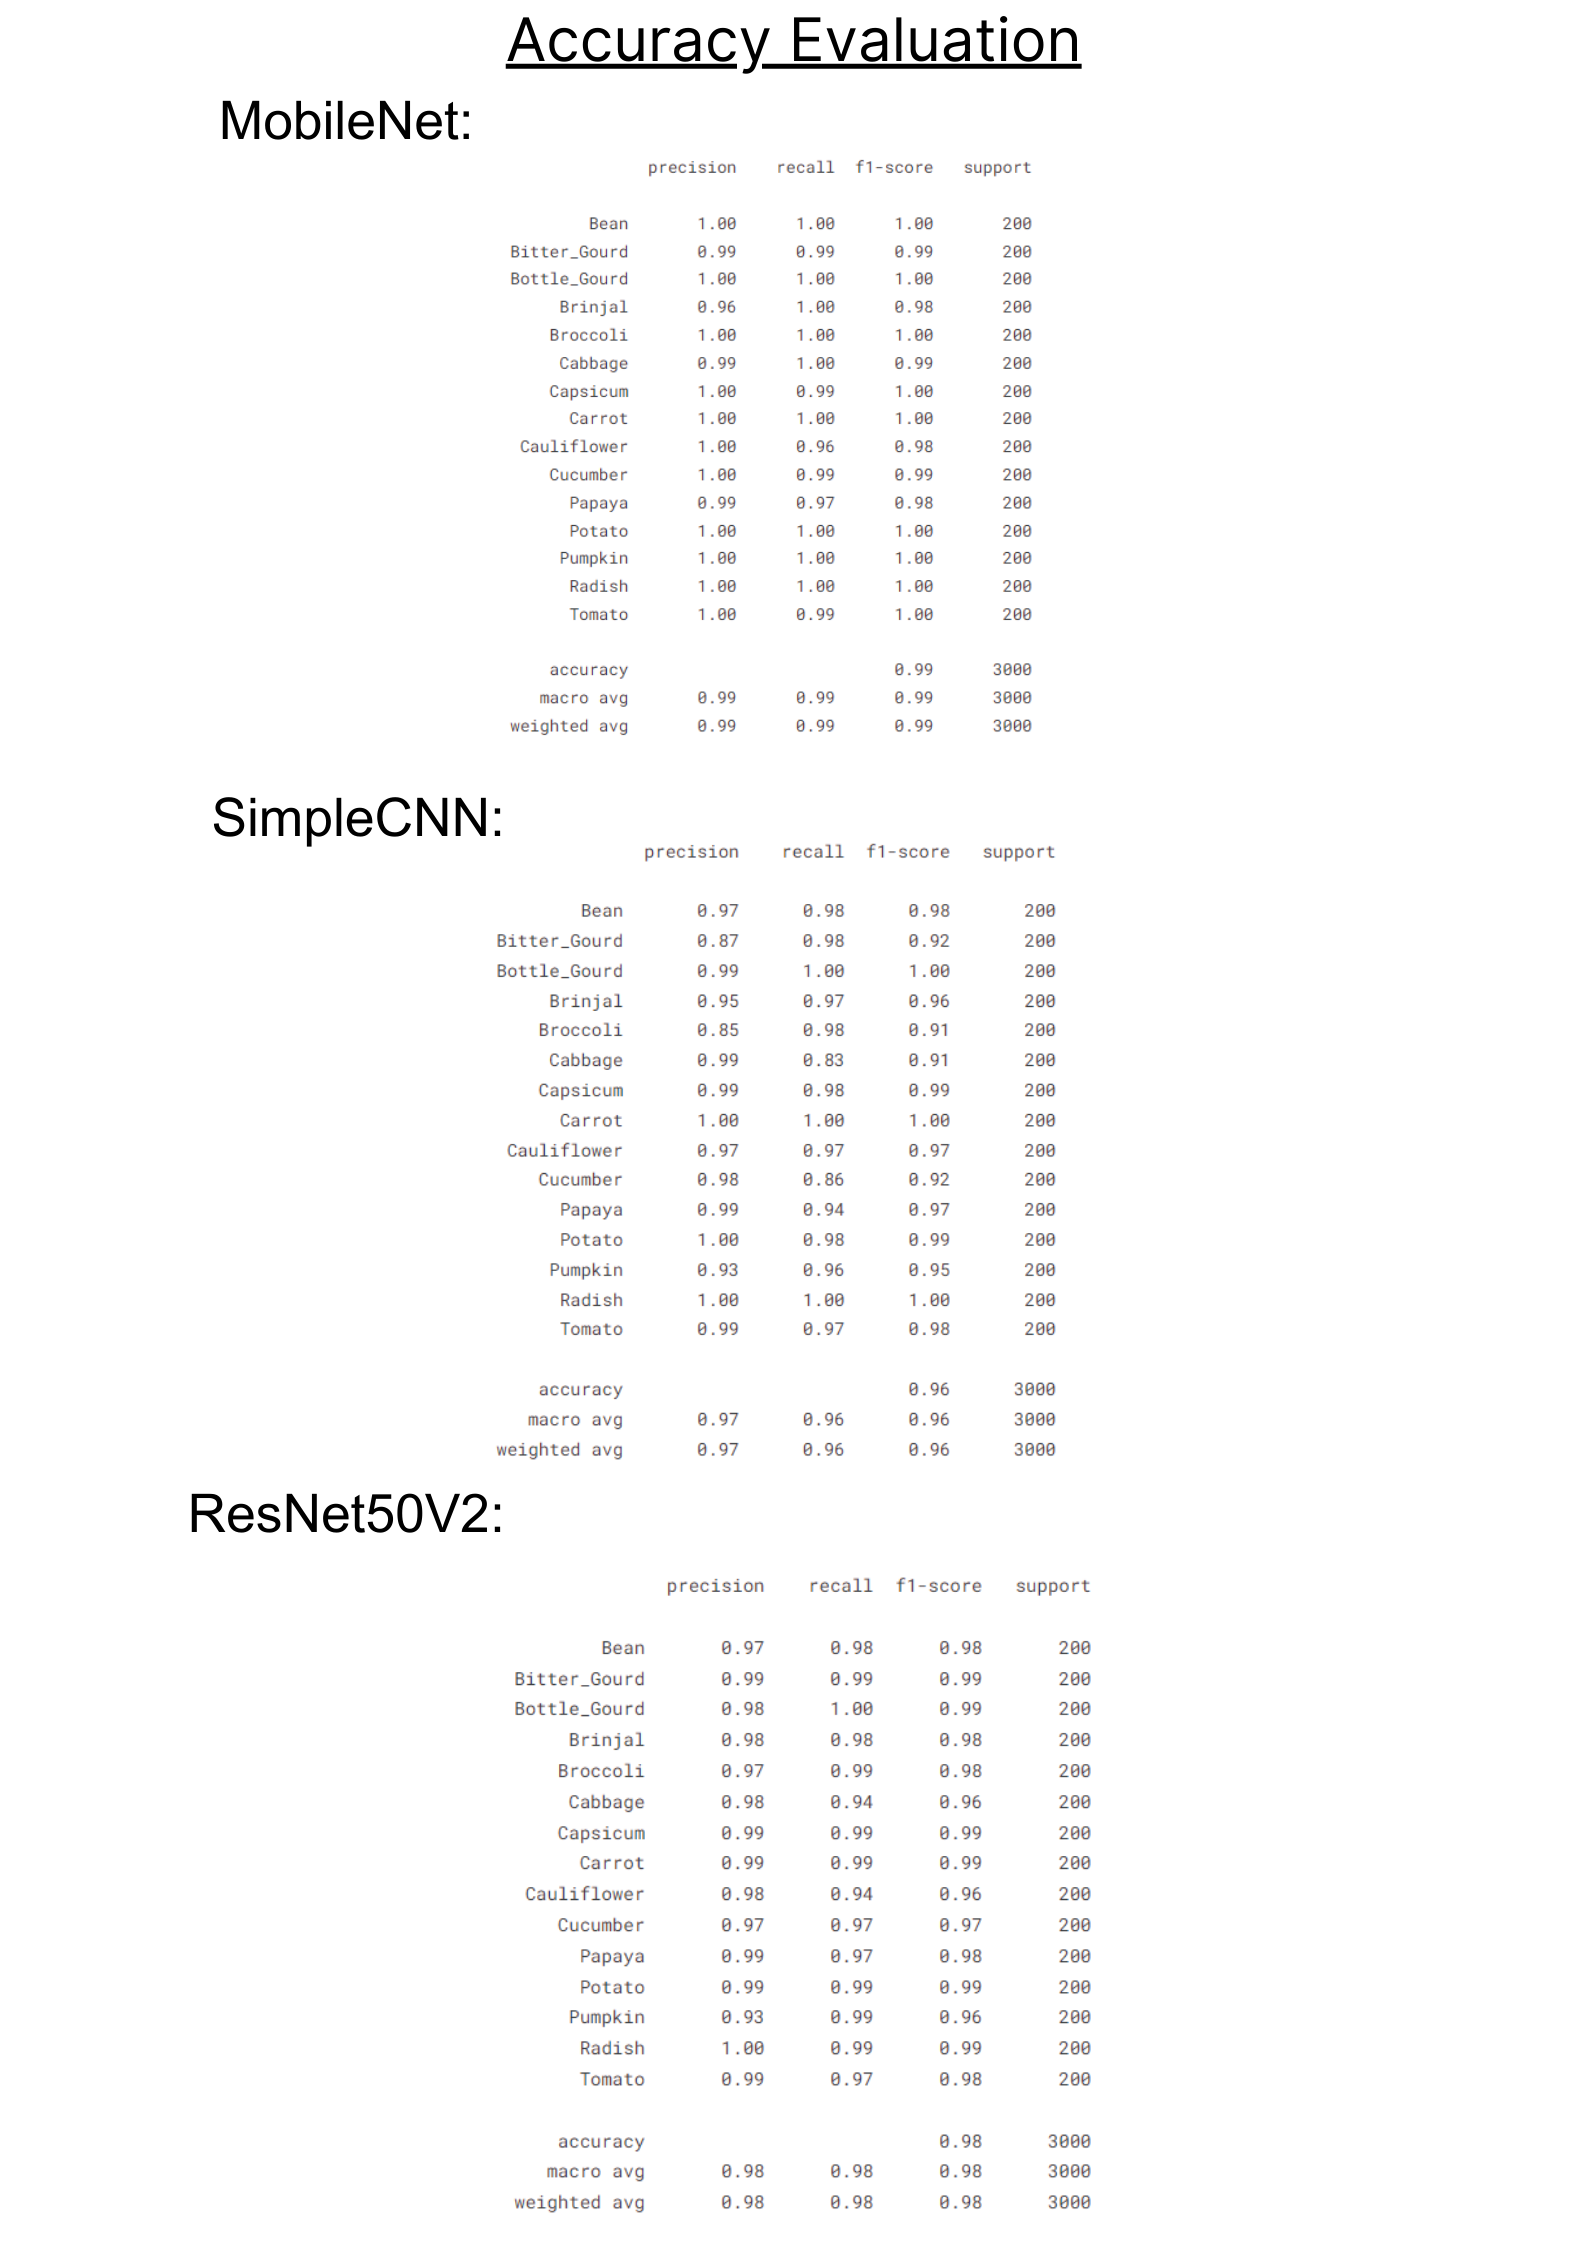 Accuracy Evaluation
MobileNet:
precision recall f1-score support
Bean 1.00 1.00 1.00 200
Bitter_Gourd 0.99 0.99 0.99 200
Bottle_Gourd 1.00 1.00 1.00 200
Brinjal 0.96 1.00 0.98 200
Broccoli 1.00 1.00 1.00 200
Cabbage 0.99 1.00 0.99 200
Capsicum 1.00 0.99 1.00 200
Carrot 1.00 1.00 1.00 200
Cauliflower 1.00 0.96 0.98 200
Cucumber 1.00 0.99 0.99 200
Papaya 0.99 0.97 0.98 200
Potato 1.00 1.00 1.00 200
Pumpkin 1.00 1.00 1.00 200
Radish 1.00 1.00 1.00 200
Tomato 1.00 0.99 1.00 200
accuracy 0.99 3000
macro avg 0.99 0.99 0.99 3000
weighted avg 0.99 0.99 0.99 3000
SimpleCNN:
precision recall f1-score support
Bean 0.97 0.98 0.98 200
Bitter_Gourd 0.87 0.98 0.92 200
Bottle_Gourd 0.99 1.00 1.00 200
Brinjal 0.95 0.97 0.96 200
Broccoli 0.85 0.98 0.91 200
Cabbage 0.99 0.83 0.91 200
Capsicum 0.99 0.98 0.99 200
Carrot 1.00 1.00 1.00 200
Cauliflower 0.97 0.97 0.97 200
Cucumber 0.98 0.86 0.92 200
Papaya 0.99 0.94 0.97 200
Potato 1.00 0.98 0.99 200
Pumpkin 0.93 0.96 0.95 200
Radish 1.00 1.00 1.00 200
Tomato 0.99 0.97 0.98 200
accuracy 0.96 3000
macro avg 0.97 0.96 0.96 3000
weighted avg 0.97 0.96 0.96 3000
ResNet50V2:
precision recall f1-score support
Bean 0.97 0.98 0.98 200
Bitter_Gourd 0.99 0.99 0.99 200
Bottle_Gourd 0.98 1.00 0.99 200
Brinjal 0.98 0.98 0.98 200
Broccoli 0.97 0.99 0.98 200
Cabbage 0.98 0.94 0.96 200
Capsicum 0.99 0.99 0.99 200
Carrot 0.99 0.99 0.99 200
Cauliflower 0.98 0.94 0.96 200
Cucumber 0.97 0.97 0.97 200
Papaya 0.99 0.97 0.98 200
Potato 0.99 0.99 0.99 200
Pumpkin 0.93 0.99 0.96 200
Radish 1.00 0.99 0.99 200
Tomato 0.99 0.97 0.98 200
accuracy 0.98 3000
macro avg 0.98 0.98 0.98 3000
weighted avg 0.98 0.98 0.98 3000